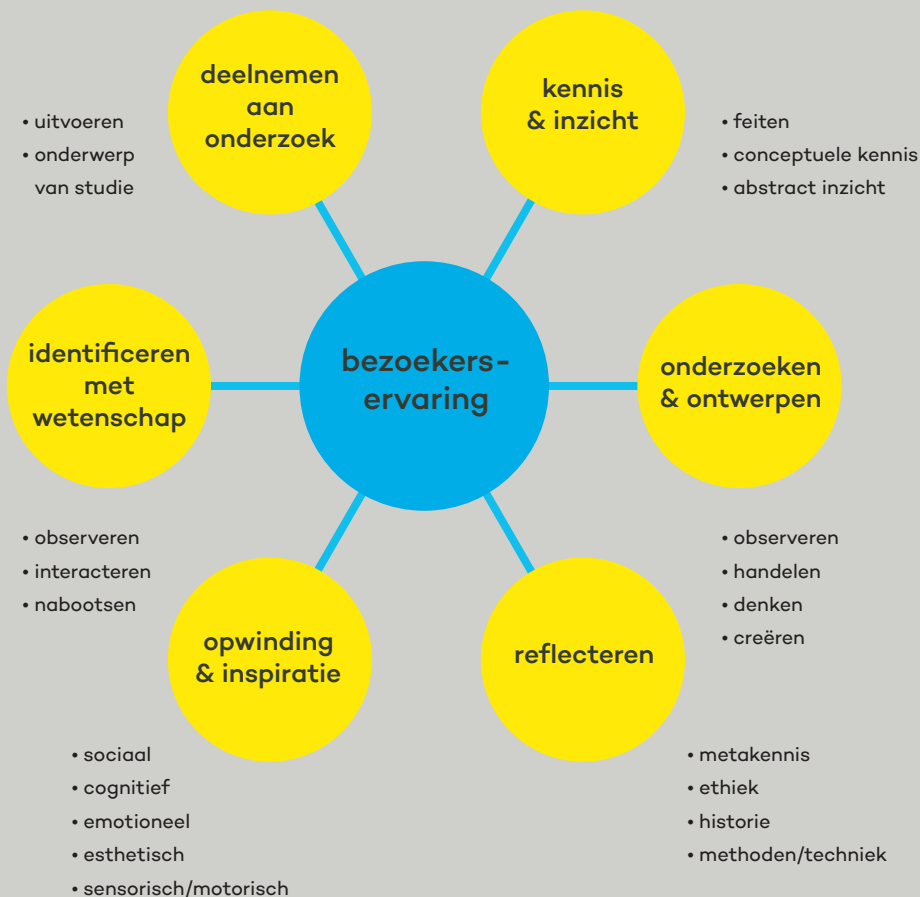 deelnemen
aan
onderzoek
• uitvoeren
• onderwerp
van studie
kennis
& inzicht
• feiten
• conceptuele kennis
• abstract inzicht
identificeren
met
wetenschap
• observeren
• interacteren
• nabootsen
bezoekers-
ervaring
onderzoeken
& ontwerpen
• observeren
• handelen
• denken
• creëren
opwinding
& inspiratie
• sociaal
• cognitief
• emotioneel
• esthetisch
• sensorisch/motorisch
reflecteren
• metakennis
• ethiek
• historie
• methoden/techniek